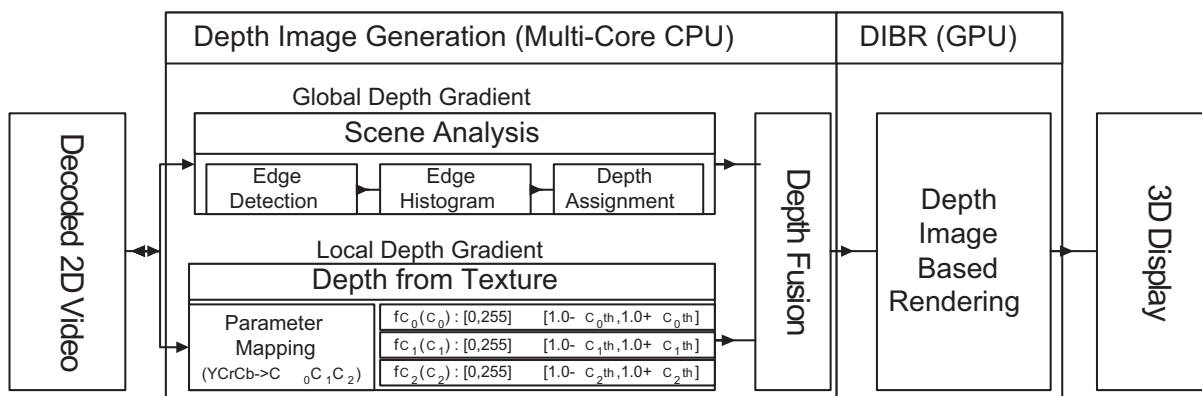 Depth Image Generation (Multi-Core CPU)
DIBR (GPU)
Decoded 2D Video
Global Depth Gradient
Scene Analysis
Edge
Detection
Edge
Histogram
Depth
Assignment
Local Depth Gradient
Depth from Texture
Parameter
Mapping
(YCrCb->C 0C1C2)
fC0(C0) : [0,255] [1.0- C0th,1.0+ C0th]
fC1(C1) : [0,255] [1.0- C1th,1.0+ C1th]
fC2(C2) : [0,255] [1.0- C2th,1.0+ C2th]
Depth Fusion
Depth
Image
Based
Rendering
3D Display